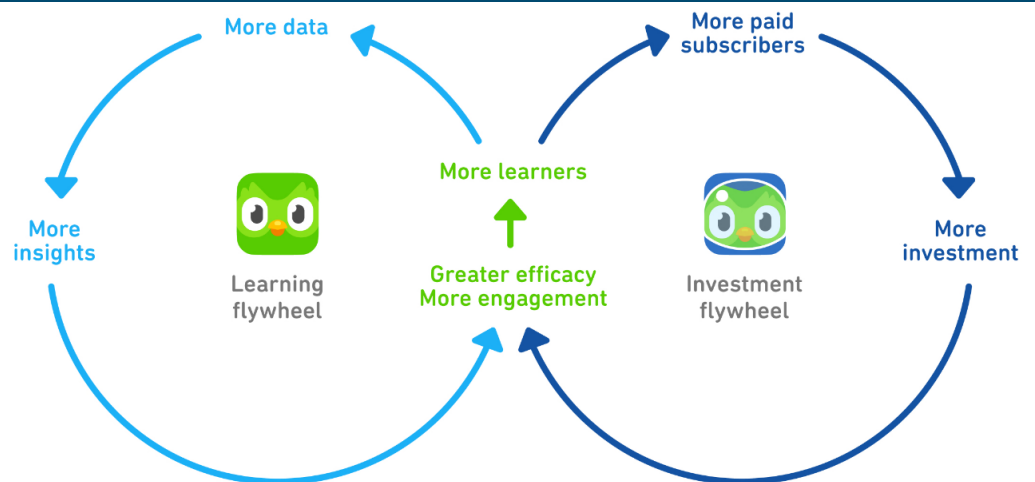 More data
More paid
subscribers
More learners
More
insights
More
investment
Greater efficacy
More engagement
Learning
flywheel
Investment
flywheel